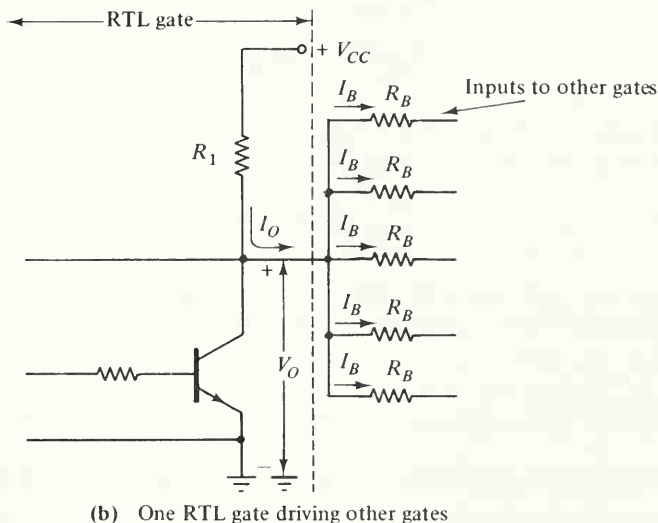 RTL gate
+ V_CC
Inputs to other gates
I_B R_B
R_1
I_B R_B
I_O
I_B R_B
+
I_B R_B
V_O
I_B R_B
−
(b) One RTL gate driving other gates